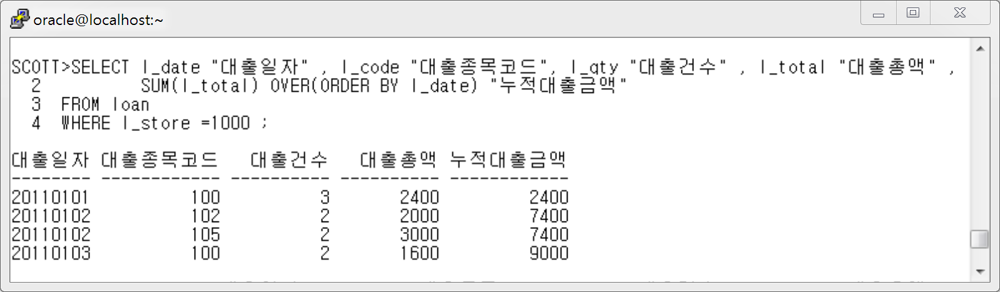 oracle@localhost:~
SCOTT>SELECT l_date "대출일자" , l_code "대출종목코드", l_qty "대출건수" , l_total "대출총액" ,
2 SUM(l_total) OVER(ORDER BY l_date) "누적대출금액"
3 FROM loan
4 WHERE l_store =1000 ;
대출일자 대출종목코드 대출건수 대출총액 누적대출금액
-------- ------------ ---------- ---------- ------------
20110101 100 3 2400 2400
20110102 102 2 2000 7400
20110102 105 2 3000 7400
20110103 100 2 1600 9000